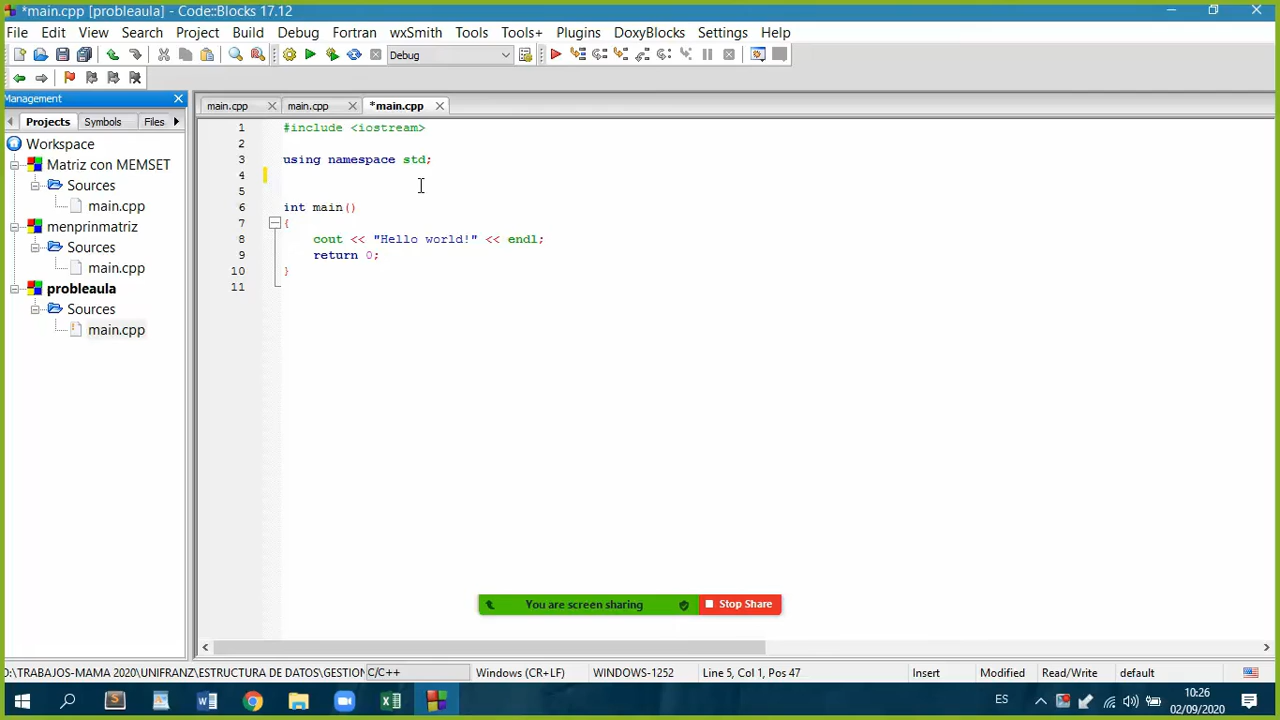 *main.cpp [probleaula] - Code::Blocks 17.12
File Edit View Search Project Build Debug Fortran wxSmith Tools Tools+ Plugins DoxyBlocks Settings Help
Debug
Management
Projects Symbols Files
main.cpp main.cpp *main.cpp
Workspace
Matriz con MEMSET
Sources
main.cpp
menprinmatriz
Sources
main.cpp
probleaula
Sources
main.cpp
1 #include <iostream>
2
3 using namespace std;
4
5
6 int main()
7 {
8 cout << "Hello world!" << endl;
9 return 0;
10 }
11
You are screen sharing Stop Share
D:\TRABAJOS-MAMA 2020\UNIFRANZ\ESTRUCTURA DE DATOS\GESTION C/C++ Windows (CR+LF) WINDOWS-1252 Line 5, Col 1, Pos 47 Insert Modified Read/Write default
ES 10:26
02/09/2020